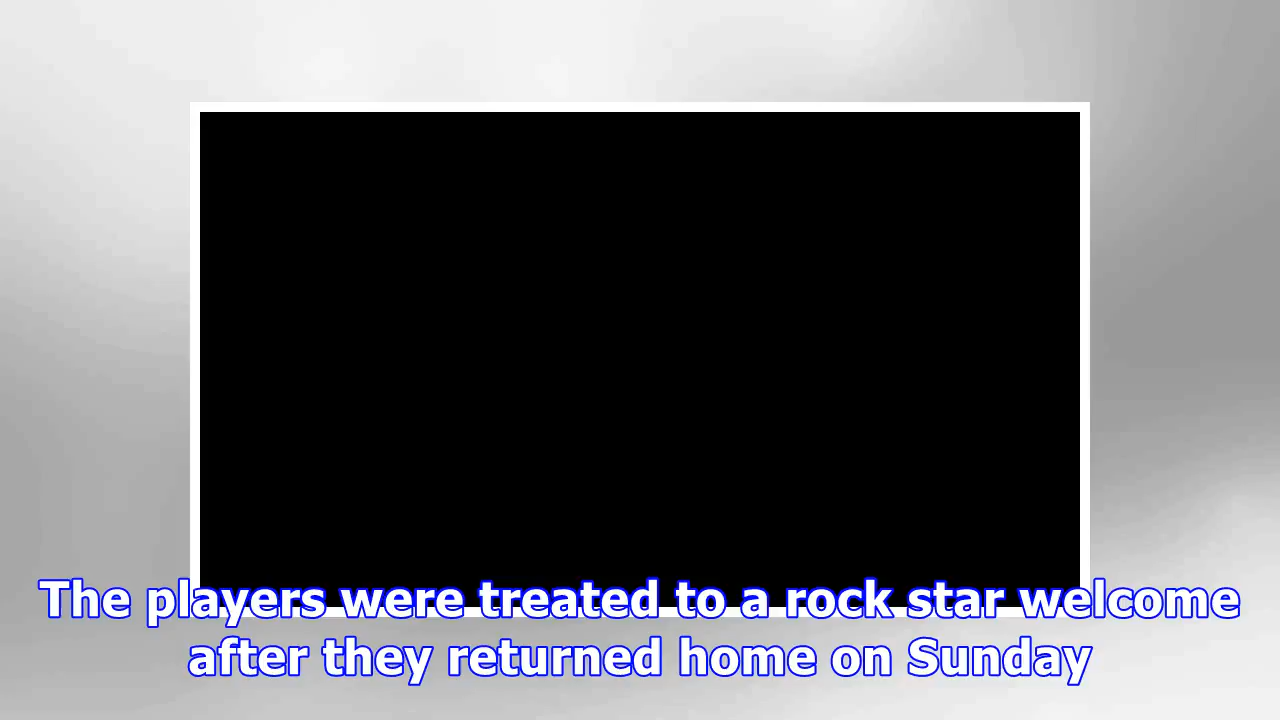 The players were treated to a rock star welcome
after they returned home on Sunday